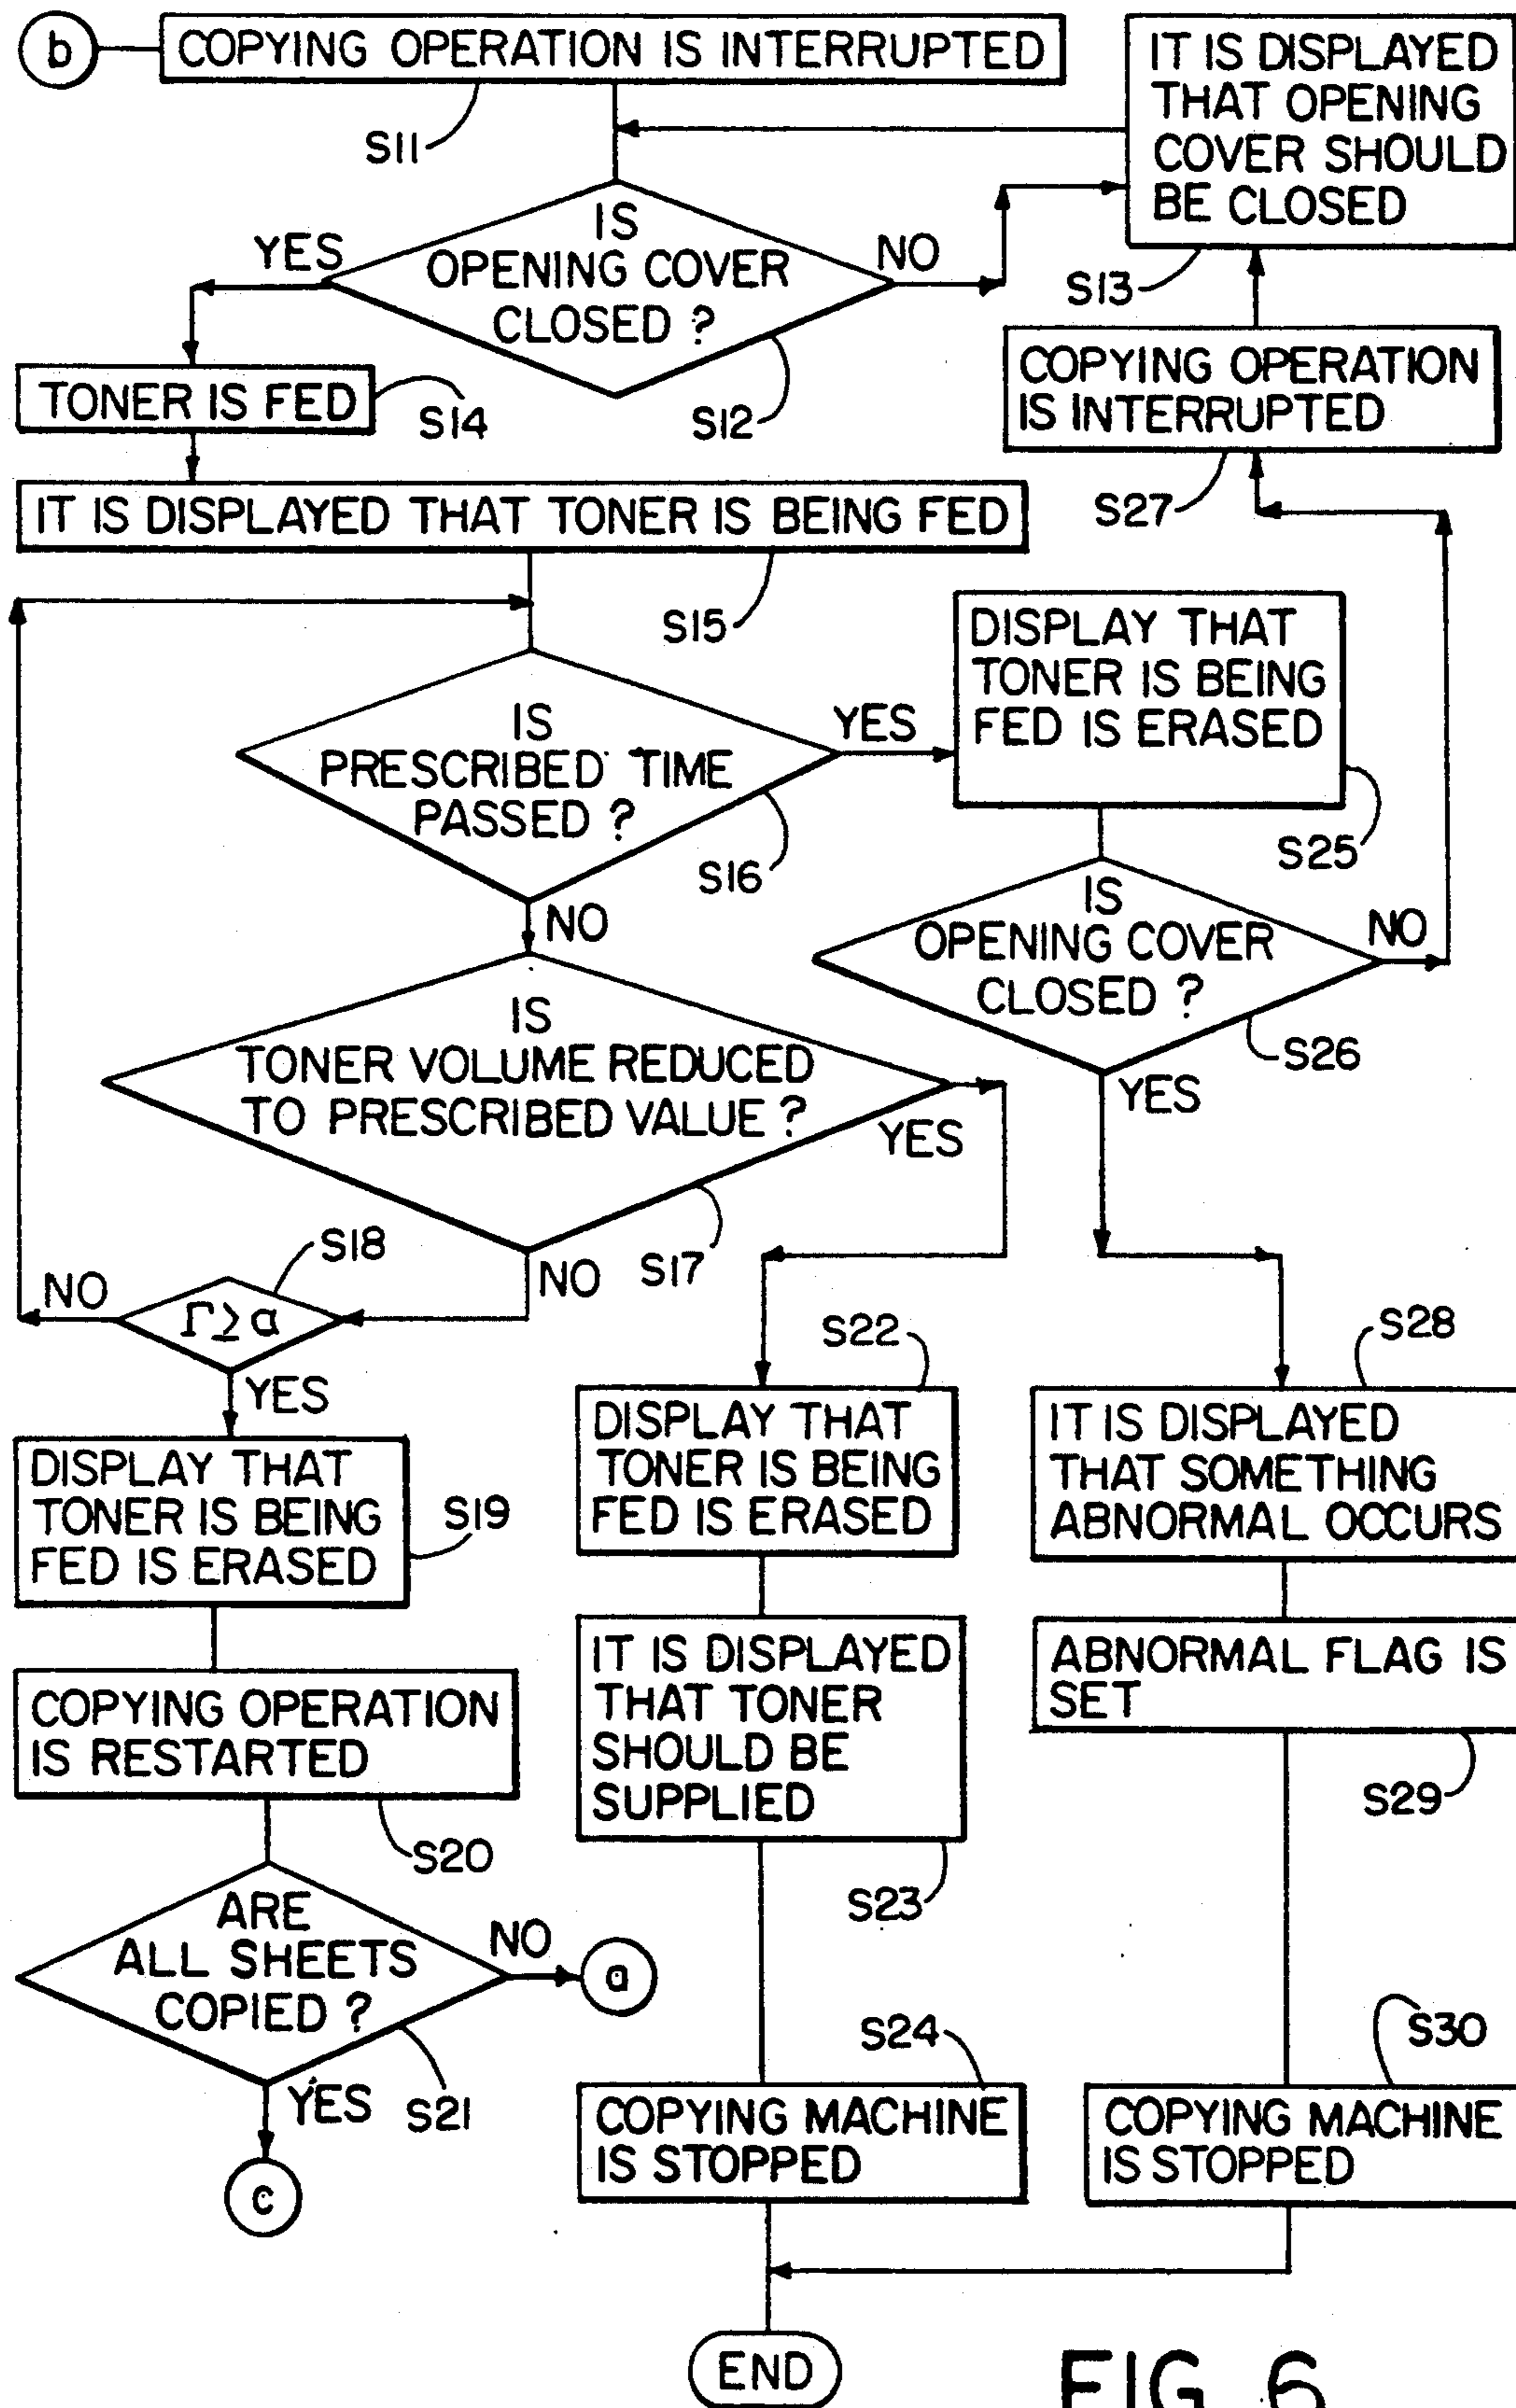 b
COPYING OPERATION IS INTERRUPTED
S11
IT IS DISPLAYED
THAT OPENING
COVER SHOULD
BE CLOSED
S13
IS
OPENING COVER
CLOSED ?
YES
NO
S12
TONER IS FED
S14
COPYING OPERATION
IS INTERRUPTED
S27
IT IS DISPLAYED THAT TONER IS BEING FED
S15
IS
PRESCRIBED TIME
PASSED ?
YES
S16
NO
DISPLAY THAT
TONER IS BEING
FED IS ERASED
S25
IS
OPENING COVER
CLOSED ?
NO
S26
YES
IS
TONER VOLUME REDUCED
TO PRESCRIBED VALUE ?
YES
S17
NO
S18
Γ≥a
NO
YES
DISPLAY THAT
TONER IS BEING
FED IS ERASED
S19
COPYING OPERATION
IS RESTARTED
S20
ARE
ALL SHEETS
COPIED ?
NO
a
S21
YES
c
S22
DISPLAY THAT
TONER IS BEING
FED IS ERASED
IT IS DISPLAYED
THAT TONER
SHOULD BE
SUPPLIED
S23
S24
COPYING MACHINE
IS STOPPED
S28
IT IS DISPLAYED
THAT SOMETHING
ABNORMAL OCCURS
ABNORMAL FLAG IS
SET
S29
S30
COPYING MACHINE
IS STOPPED
END
FIG. 6